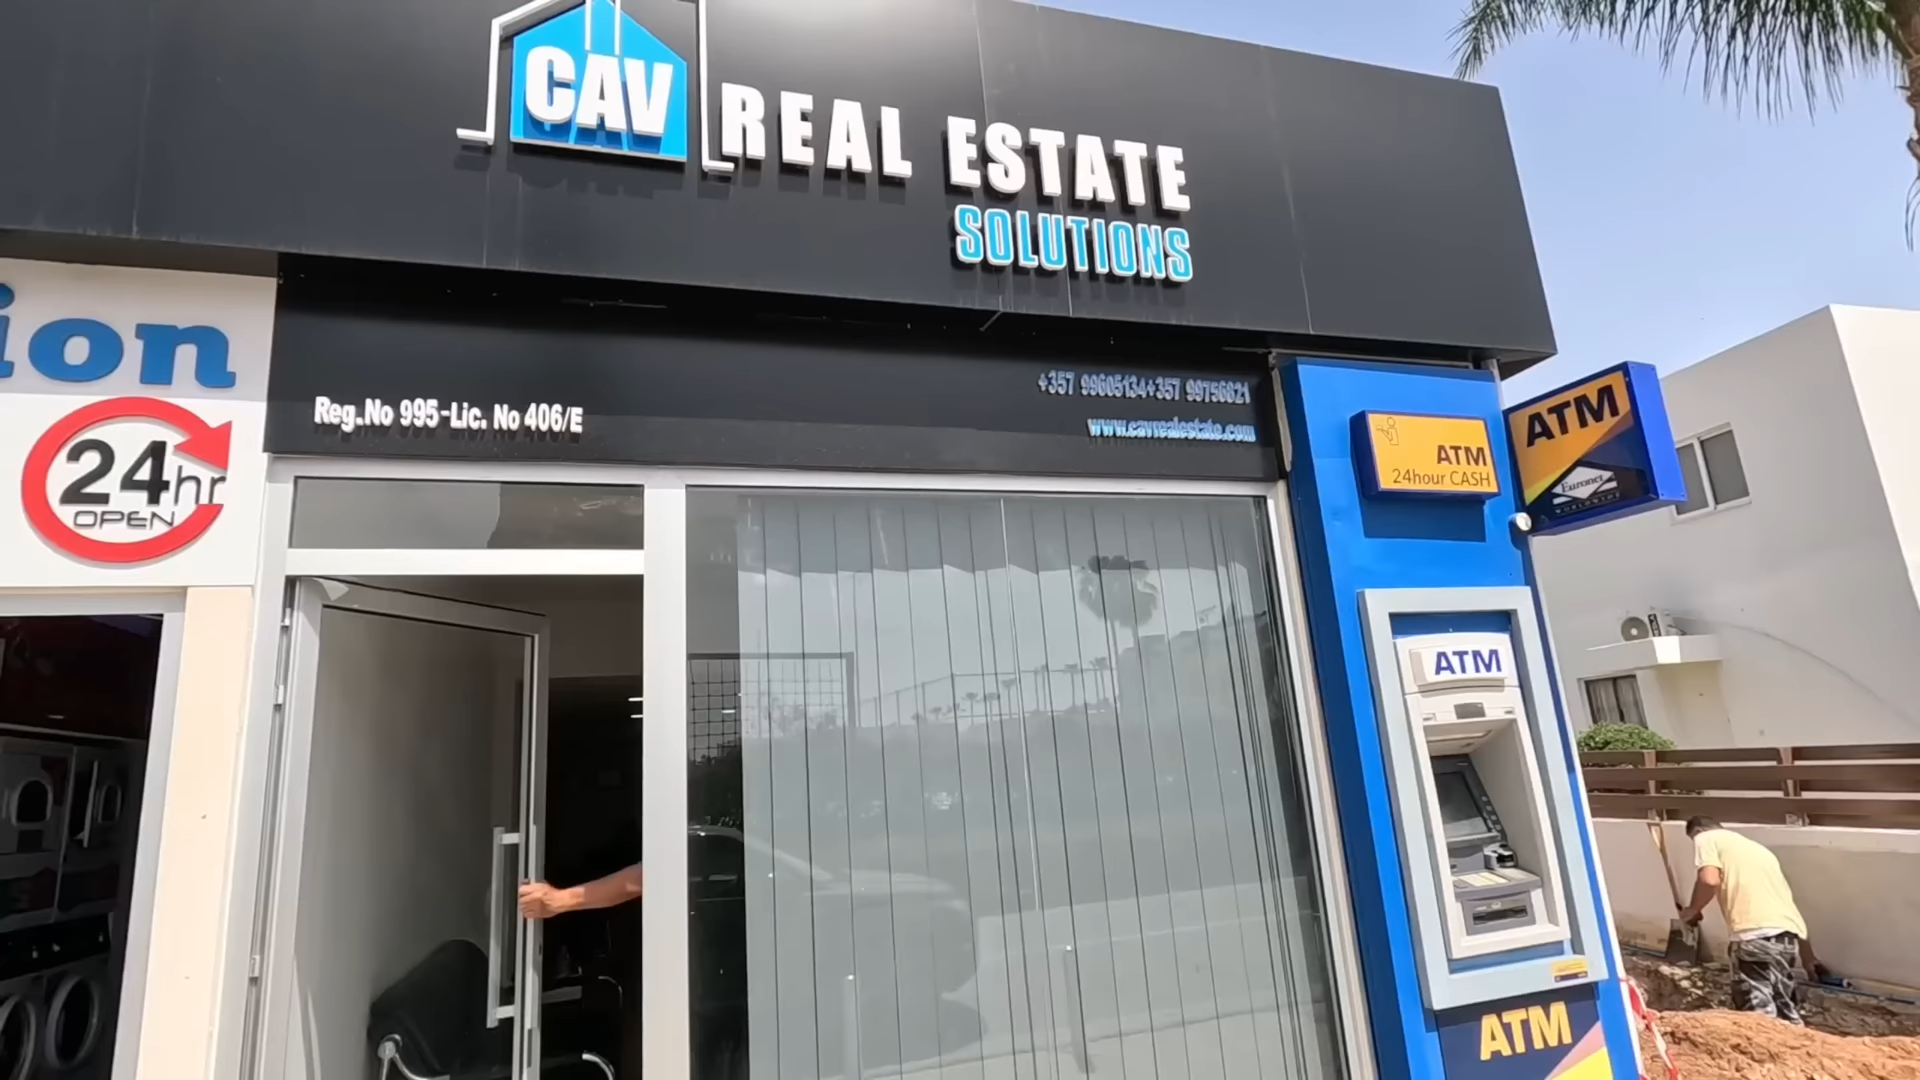 CAV REAL ESTATE
SOLUTIONS
ion
24hr
OPEN
Reg.No 995-Lic. No 406/E
+357 99605134+357 99756821
www.cavrealestate.com
ATM
24hour CASH
ATM
Euronet
WORLDWIDE
ATM
ATM